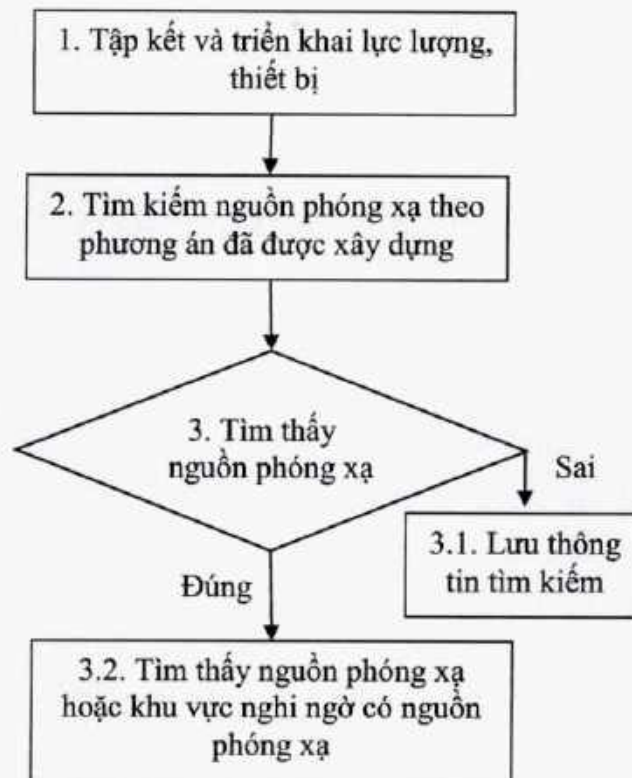 1. Tập kết và triển khai lực lượng,
thiết bị
2. Tìm kiếm nguồn phóng xạ theo
phương án đã được xây dựng
3. Tìm thấy
nguồn phóng xạ
Sai
3.1. Lưu thông
tin tìm kiếm
Đúng
3.2. Tìm thấy nguồn phóng xạ
hoặc khu vực nghi ngờ có nguồn
phóng xạ